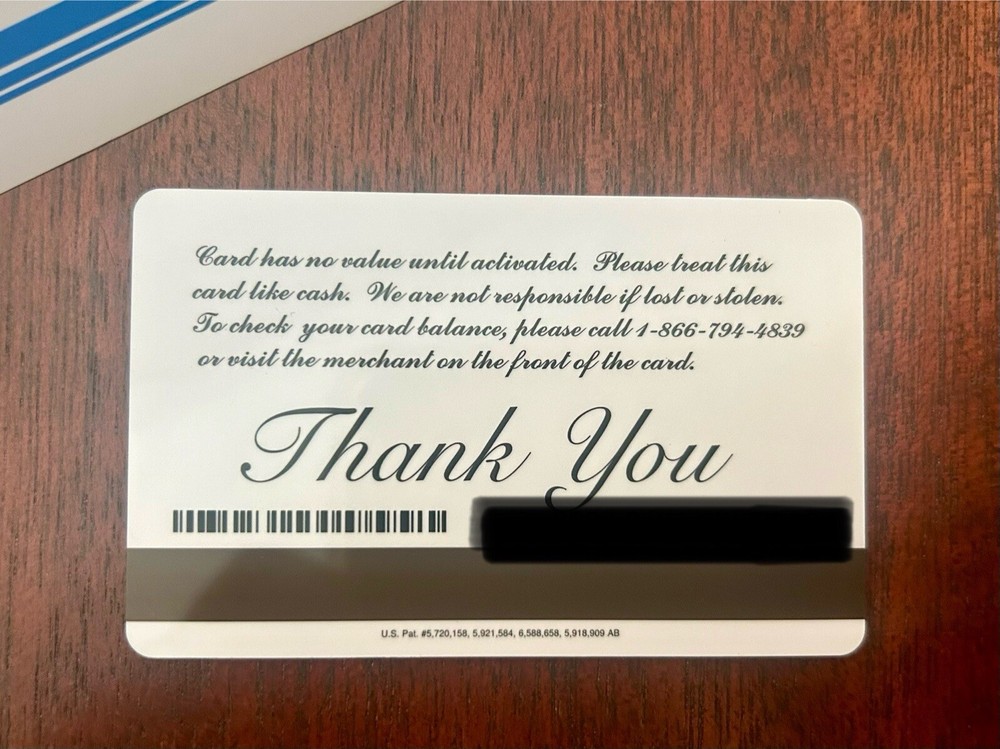 Card has no value until activated. Please treat this
card like cash. We are not responsible if lost or stolen.
To check your card balance, please call 1-866-794-4839
or visit the merchant on the front of the card.
Thank You
U.S. Pat. #5,720,158, 5,921,584, 6,588,658, 5,918,909 AB